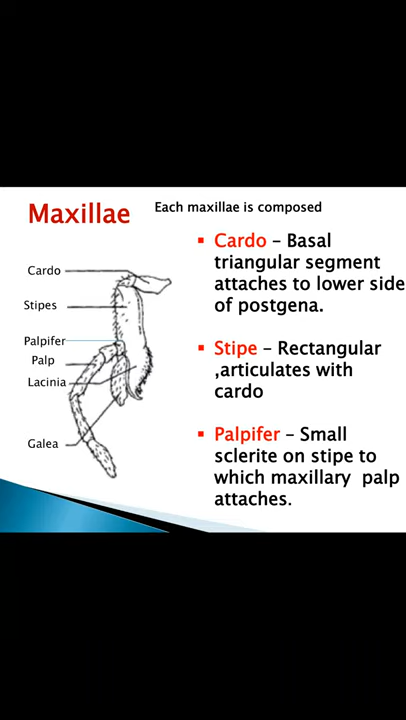 Maxillae
Each maxillae is composed
Cardo
Stipes
Palpifer
Palp
Lacinia
Galea
▪ Cardo – Basal
triangular segment
attaches to lower side
of postgena.
▪ Stipe – Rectangular
,articulates with
cardo
▪ Palpifer – Small
sclerite on stipe to
which maxillary palp
attaches.